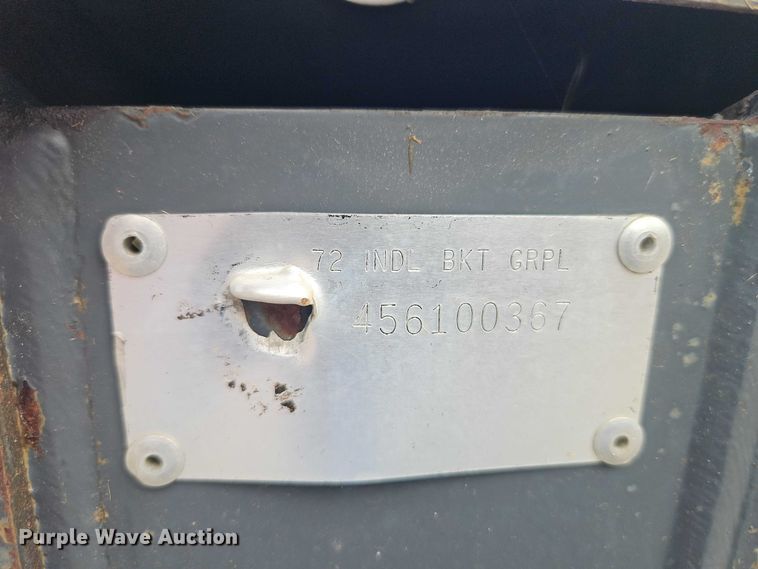 72 INDL BKT GRPL
456100367
Purple Wave Auction